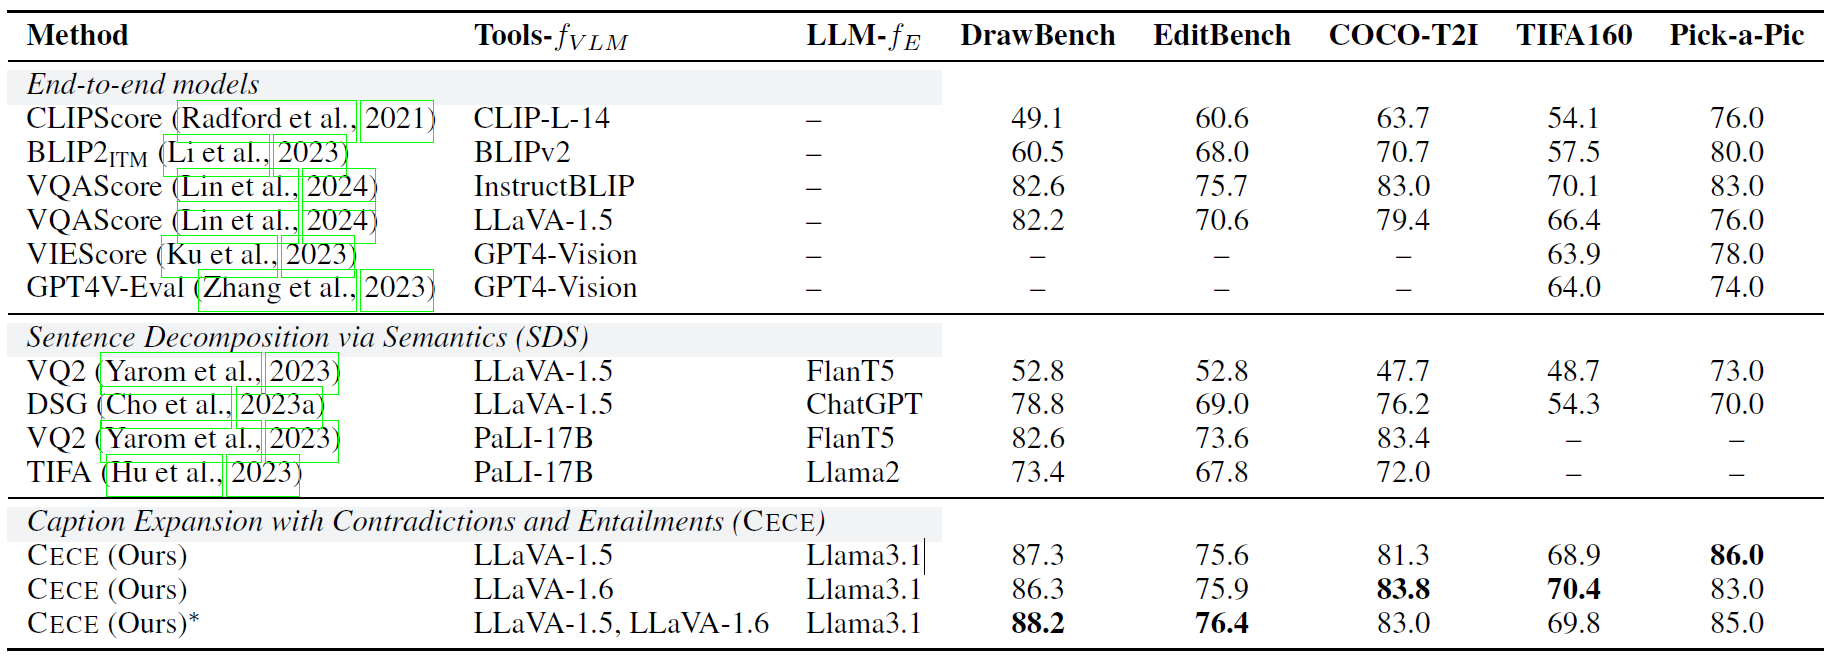 Method Tools-f_VLM LLM-f_E DrawBench EditBench COCO-T2I TIFA160 Pick-a-Pic
End-to-end models
CLIPScore (Radford et al., 2021) CLIP-L-14 – 49.1 60.6 63.7 54.1 76.0
BLIP2ITM (Li et al., 2023) BLIPv2 – 60.5 68.0 70.7 57.5 80.0
VQAScore (Lin et al., 2024) InstructBLIP – 82.6 75.7 83.0 70.1 83.0
VQAScore (Lin et al., 2024) LLaVA-1.5 – 82.2 70.6 79.4 66.4 76.0
VIEScore (Ku et al., 2023) GPT4-Vision – – – – 63.9 78.0
GPT4V-Eval (Zhang et al., 2023) GPT4-Vision – – – – 64.0 74.0
Sentence Decomposition via Semantics (SDS)
VQ2 (Yarom et al., 2023) LLaVA-1.5 FlanT5 52.8 52.8 47.7 48.7 73.0
DSG (Cho et al., 2023a) LLaVA-1.5 ChatGPT 78.8 69.0 76.2 54.3 70.0
VQ2 (Yarom et al., 2023) PaLI-17B FlanT5 82.6 73.6 83.4 – –
TIFA (Hu et al., 2023) PaLI-17B Llama2 73.4 67.8 72.0 – –
Caption Expansion with Contradictions and Entailments (CECE)
CECE (Ours) LLaVA-1.5 Llama3.1 87.3 75.6 81.3 68.9 86.0
CECE (Ours) LLaVA-1.6 Llama3.1 86.3 75.9 83.8 70.4 83.0
CECE (Ours)* LLaVA-1.5, LLaVA-1.6 Llama3.1 88.2 76.4 83.0 69.8 85.0